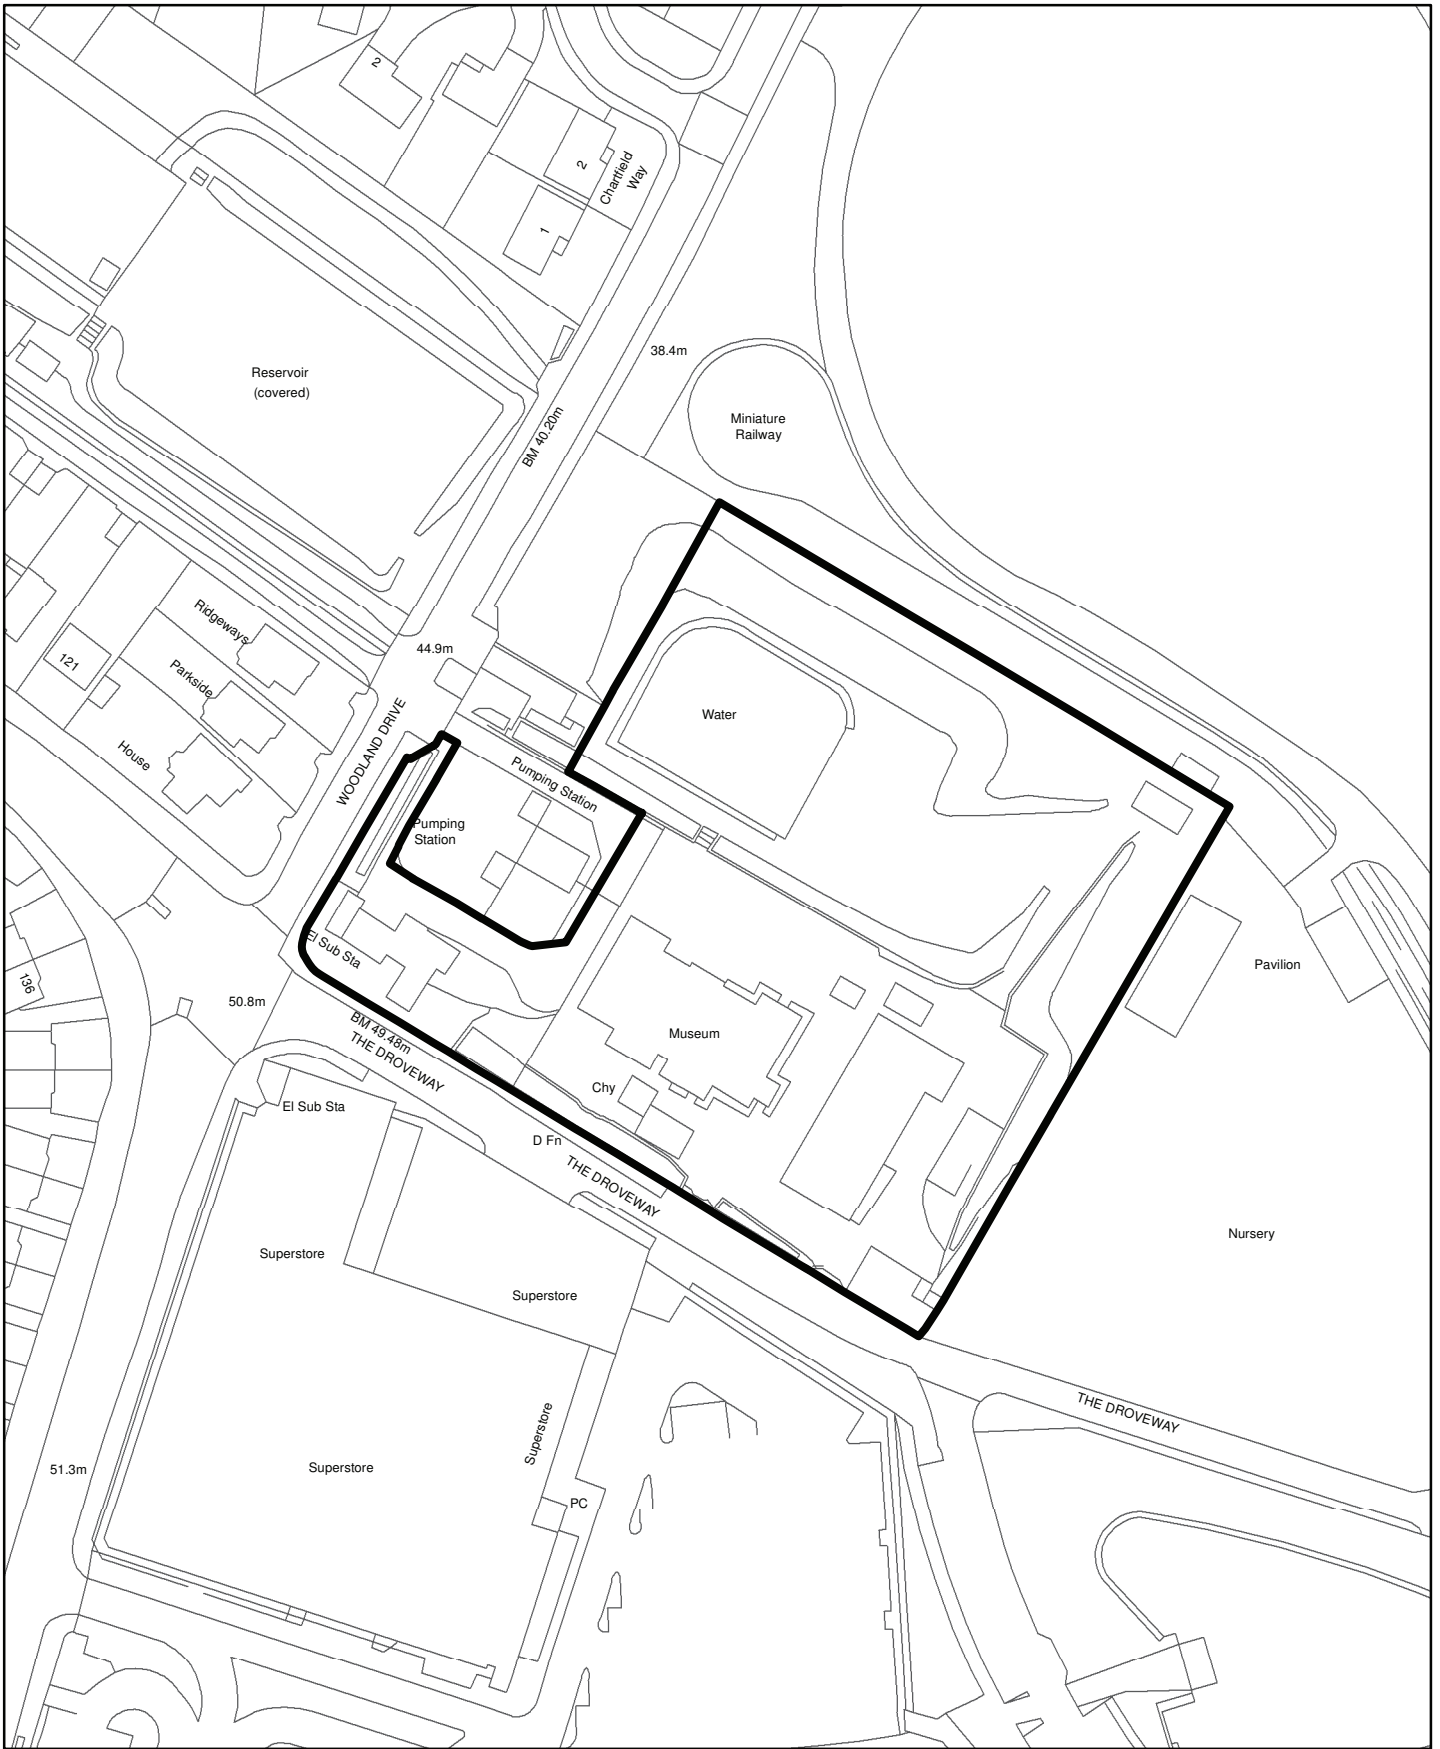 2
2
Chartfield
Way
1
38.4m
Reservoir
(covered)
BM 40.20m
Miniature
Railway
Ridgeways
44.9m
121
Parkside
Water
WOODLAND DRIVE
House
Pumping Station
Pumping
Station
El Sub Sta
Pavilion
136
50.8m
BM 49.48m
THE DROVEWAY
Museum
Chy
El Sub Sta
D Fn
THE DROVEWAY
Nursery
Superstore
Superstore
THE DROVEWAY
Superstore
Superstore
51.3m
PC